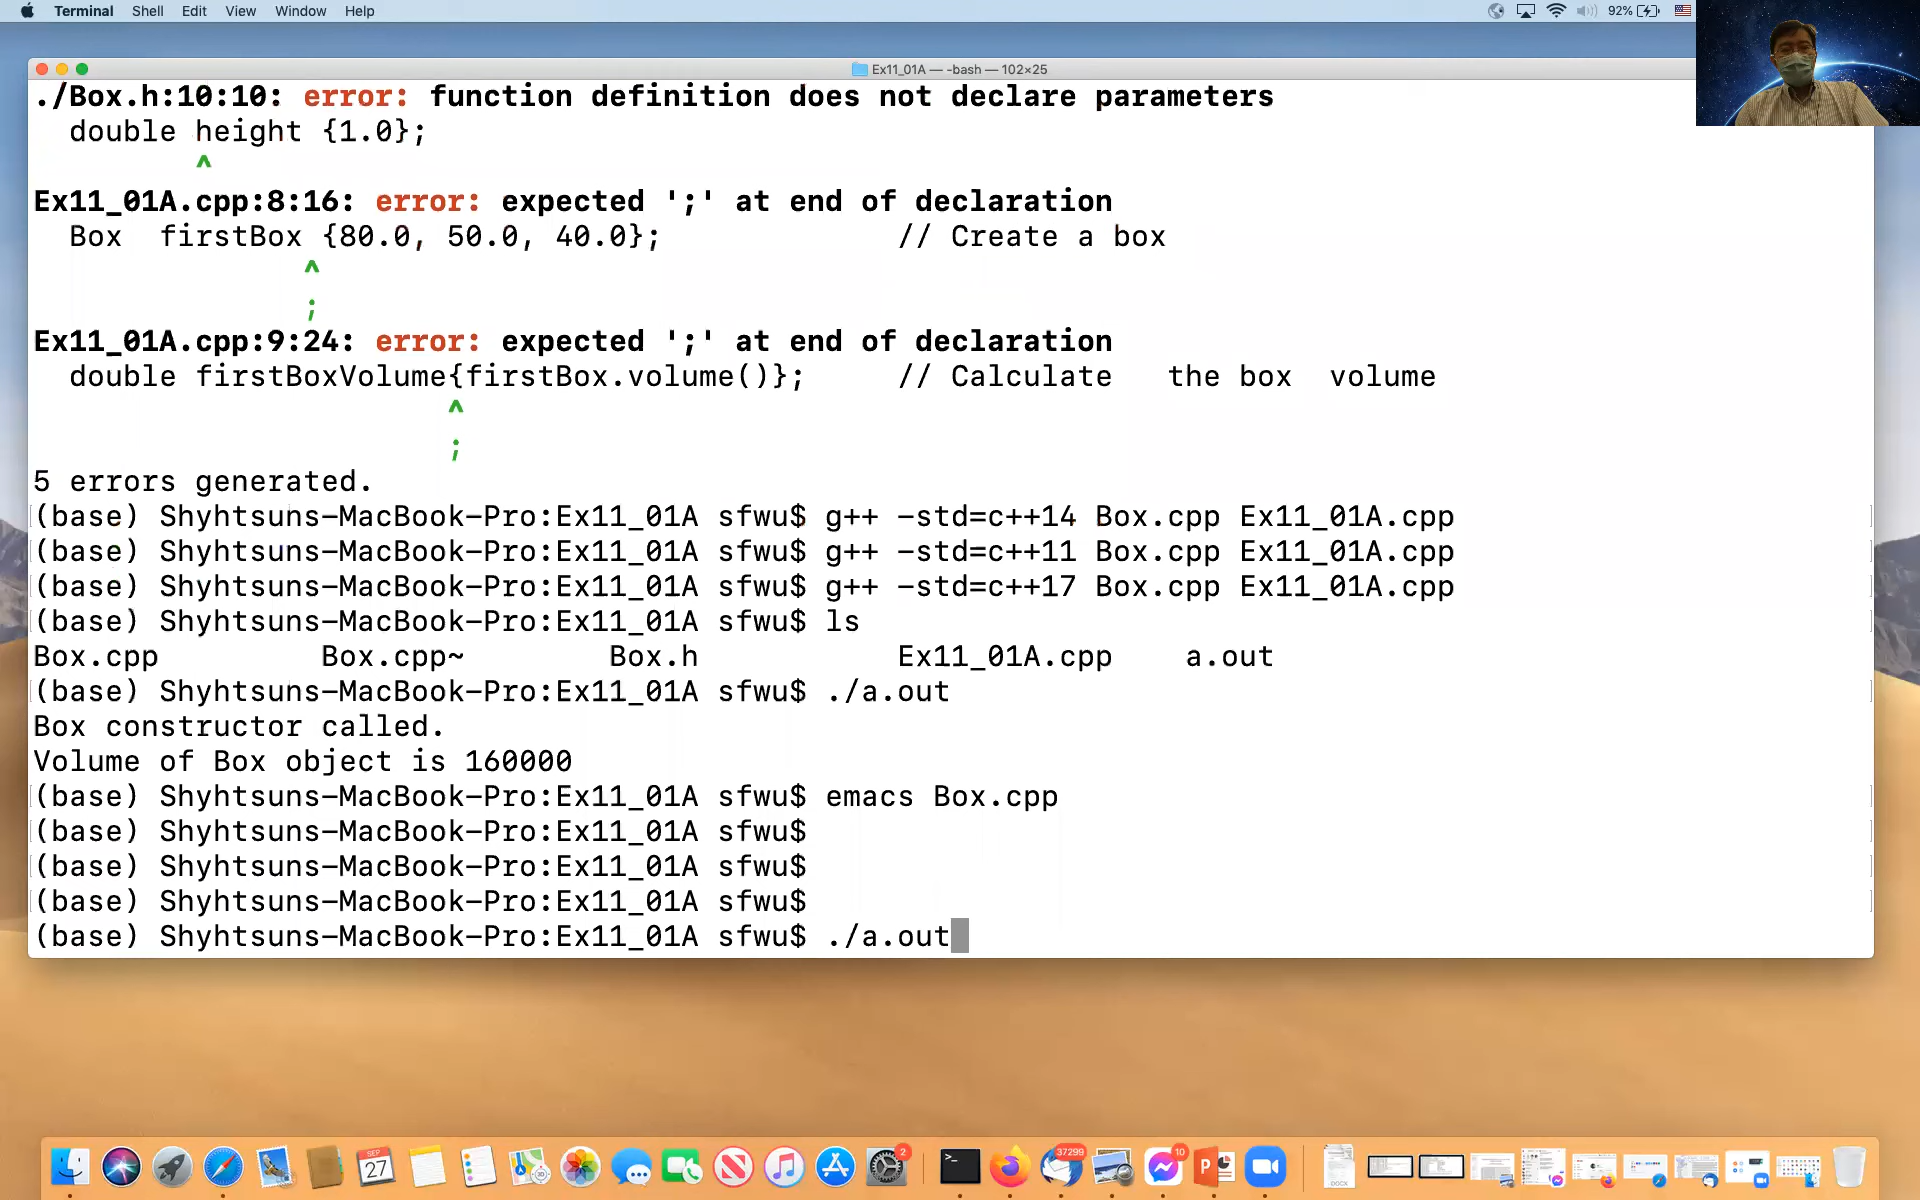 Terminal Shell Edit View Window Help 92%
Ex11_01A — -bash — 102×25
./Box.h:10:10: error: function definition does not declare parameters
  double height {1.0};
         ^
Ex11_01A.cpp:8:16: error: expected ';' at end of declaration
  Box  firstBox {80.0, 50.0, 40.0};             // Create a box
               ^
               ;
Ex11_01A.cpp:9:24: error: expected ';' at end of declaration
  double firstBoxVolume{firstBox.volume()};     // Calculate   the box  volume
                       ^
                       ;
5 errors generated.
(base) Shyhtsuns-MacBook-Pro:Ex11_01A sfwu$ g++ -std=c++14 Box.cpp Ex11_01A.cpp
(base) Shyhtsuns-MacBook-Pro:Ex11_01A sfwu$ g++ -std=c++11 Box.cpp Ex11_01A.cpp
(base) Shyhtsuns-MacBook-Pro:Ex11_01A sfwu$ g++ -std=c++17 Box.cpp Ex11_01A.cpp
(base) Shyhtsuns-MacBook-Pro:Ex11_01A sfwu$ ls
Box.cpp         Box.cpp~        Box.h           Ex11_01A.cpp    a.out
(base) Shyhtsuns-MacBook-Pro:Ex11_01A sfwu$ ./a.out
Box constructor called.
Volume of Box object is 160000
(base) Shyhtsuns-MacBook-Pro:Ex11_01A sfwu$ emacs Box.cpp
(base) Shyhtsuns-MacBook-Pro:Ex11_01A sfwu$
(base) Shyhtsuns-MacBook-Pro:Ex11_01A sfwu$
(base) Shyhtsuns-MacBook-Pro:Ex11_01A sfwu$
(base) Shyhtsuns-MacBook-Pro:Ex11_01A sfwu$ ./a.out
SEP
27
2
37299
10
DOCX